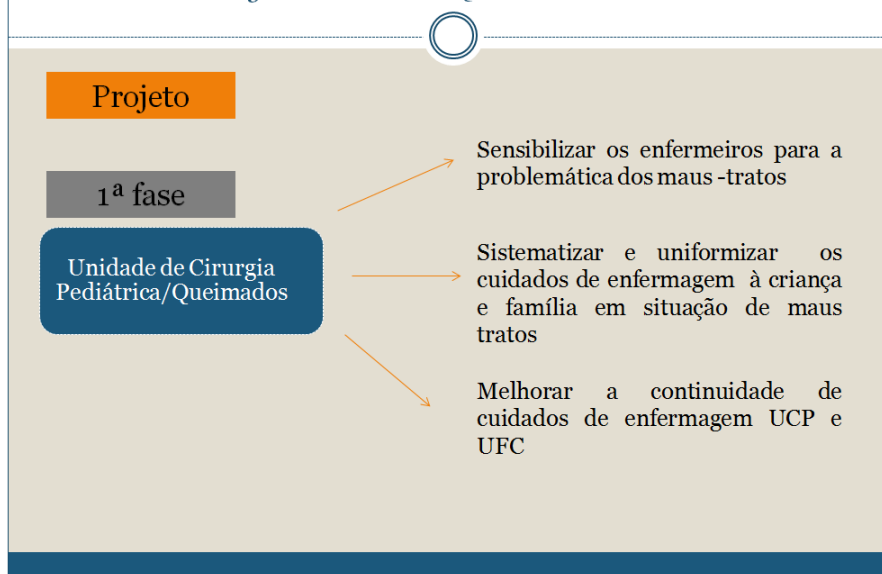 Projeto
1ª fase
Unidade de Cirurgia
Pediátrica/Queimados
Sensibilizar os enfermeiros para a
problemática dos maus -tratos
Sistematizar e uniformizar os
cuidados de enfermagem à criança
e família em situação de maus
tratos
Melhorar a continuidade de
cuidados de enfermagem UCP e
UFC